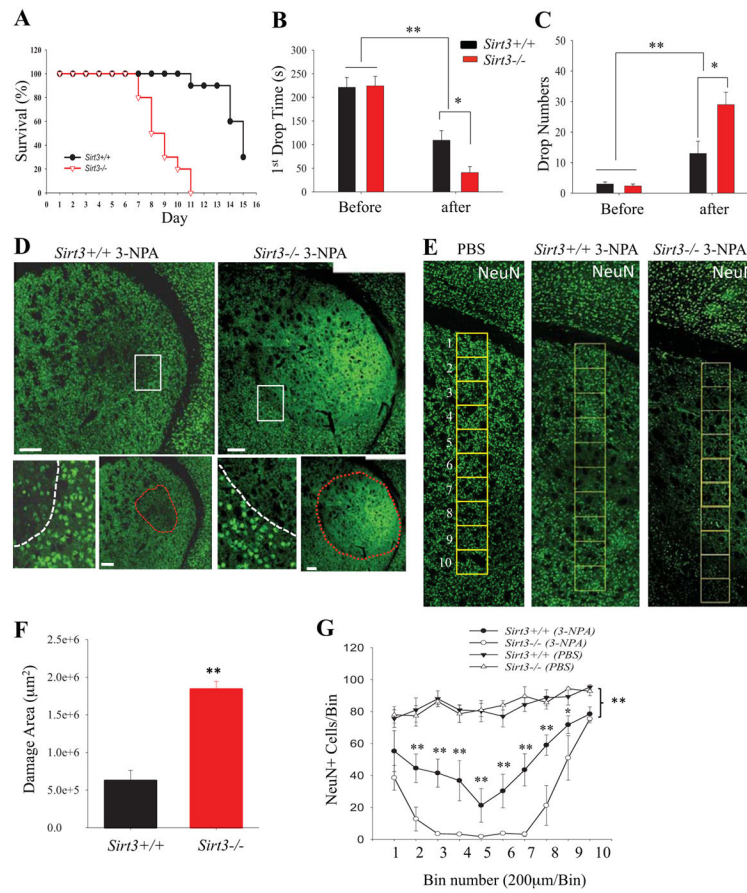 A
Survival (%)
120
100
80
60
40
20
0
Sirt3+/+
Sirt3-/-
0 1 2 3 4 5 6 7 8 9 10 11 12 13 14 15 16
Day
B
1st Drop Time (s)
300
250
200
150
100
50
0
**
*
Before after
Sirt3+/+
Sirt3-/-
C
Drop Numbers
50
40
30
20
10
0
**
*
Before after
D
Sirt3+/+ 3-NPA Sirt3-/- 3-NPA
E
PBS Sirt3+/+ 3-NPA Sirt3-/- 3-NPA
NeuN NeuN NeuN
1
2
3
4
5
6
7
8
9
10
F
Damage Area (µm²)
2.5e+6
2.0e+6
1.5e+6
1.0e+6
5.0e+5
0.0
**
Sirt3+/+ Sirt3-/-
G
Sirt3+/+ (3-NPA)
Sirt3-/- (3-NPA)
Sirt3+/+ (PBS)
Sirt3-/- (PBS)
NeuN+ Cells/Bin
120
100
80
60
40
20
0
** ** ** ** ** ** ** * **
1 2 3 4 5 6 7 8 9 10
Bin number (200µm/Bin)